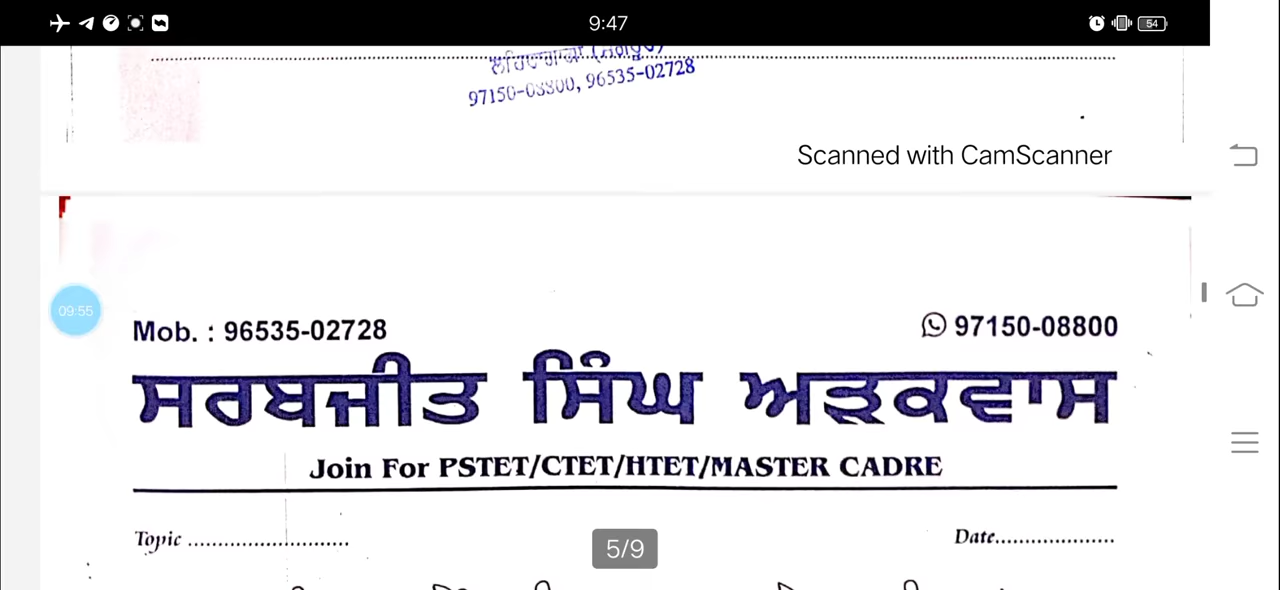 9:47
54
97150-08800, 96535-02728
Scanned with CamScanner
09:55
Mob. : 96535-02728
97150-08800
ਸਰਬਜੀਤ ਸਿੰਘ ਅੜਕਵਾਸ
Join For PSTET/CTET/HTET/MASTER CADRE
Topic ...........................
Date....................
5/9